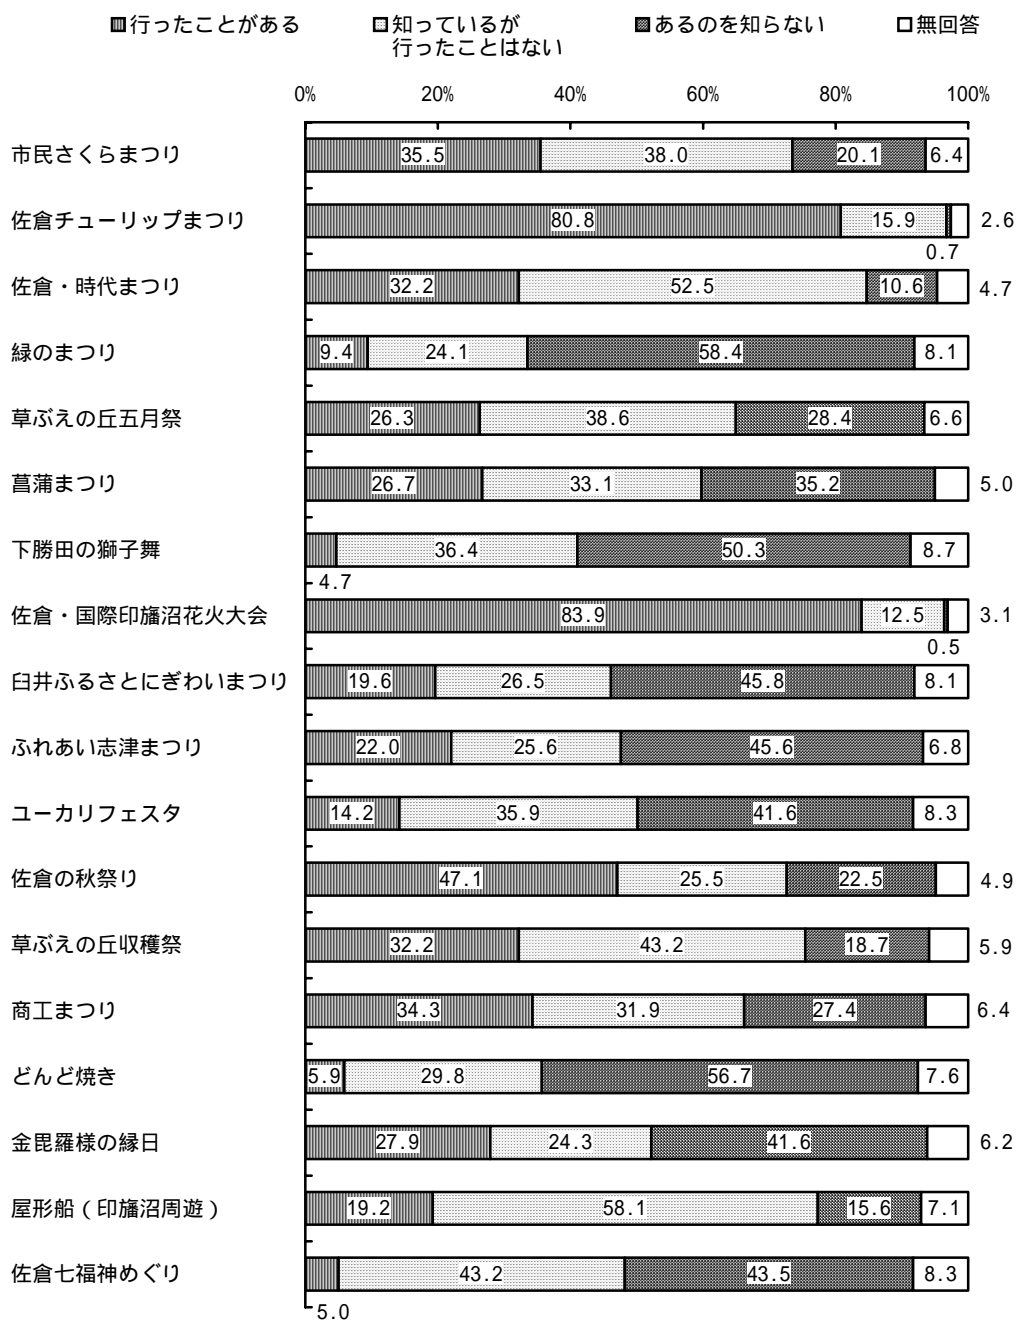 行ったことがある 知っているが あるのを知らない 無回答
行ったことはない
0% 20% 40% 60% 80% 100%
市民さくらまつり 35.5 38.0 20.1 6.4
佐倉チューリップまつり 80.8 15.9 2.6
0.7
佐倉・時代まつり 32.2 52.5 10.6 4.7
緑のまつり 9.4 24.1 58.4 8.1
草ぶえの丘五月祭 26.3 38.6 28.4 6.6
菖蒲まつり 26.7 33.1 35.2 5.0
下勝田の獅子舞 36.4 50.3 8.7
4.7
佐倉・国際印旛沼花火大会 83.9 12.5 3.1
0.5
臼井ふるさとにぎわいまつり 19.6 26.5 45.8 8.1
ふれあい志津まつり 22.0 25.6 45.6 6.8
ユーカリフェスタ 14.2 35.9 41.6 8.3
佐倉の秋祭り 47.1 25.5 22.5 4.9
草ぶえの丘収穫祭 32.2 43.2 18.7 5.9
商工まつり 34.3 31.9 27.4 6.4
どんど焼き 5.9 29.8 56.7 7.6
金毘羅様の縁日 27.9 24.3 41.6 6.2
屋形船(印旛沼周遊) 19.2 58.1 15.6 7.1
佐倉七福神めぐり 43.2 43.5 8.3
5.0